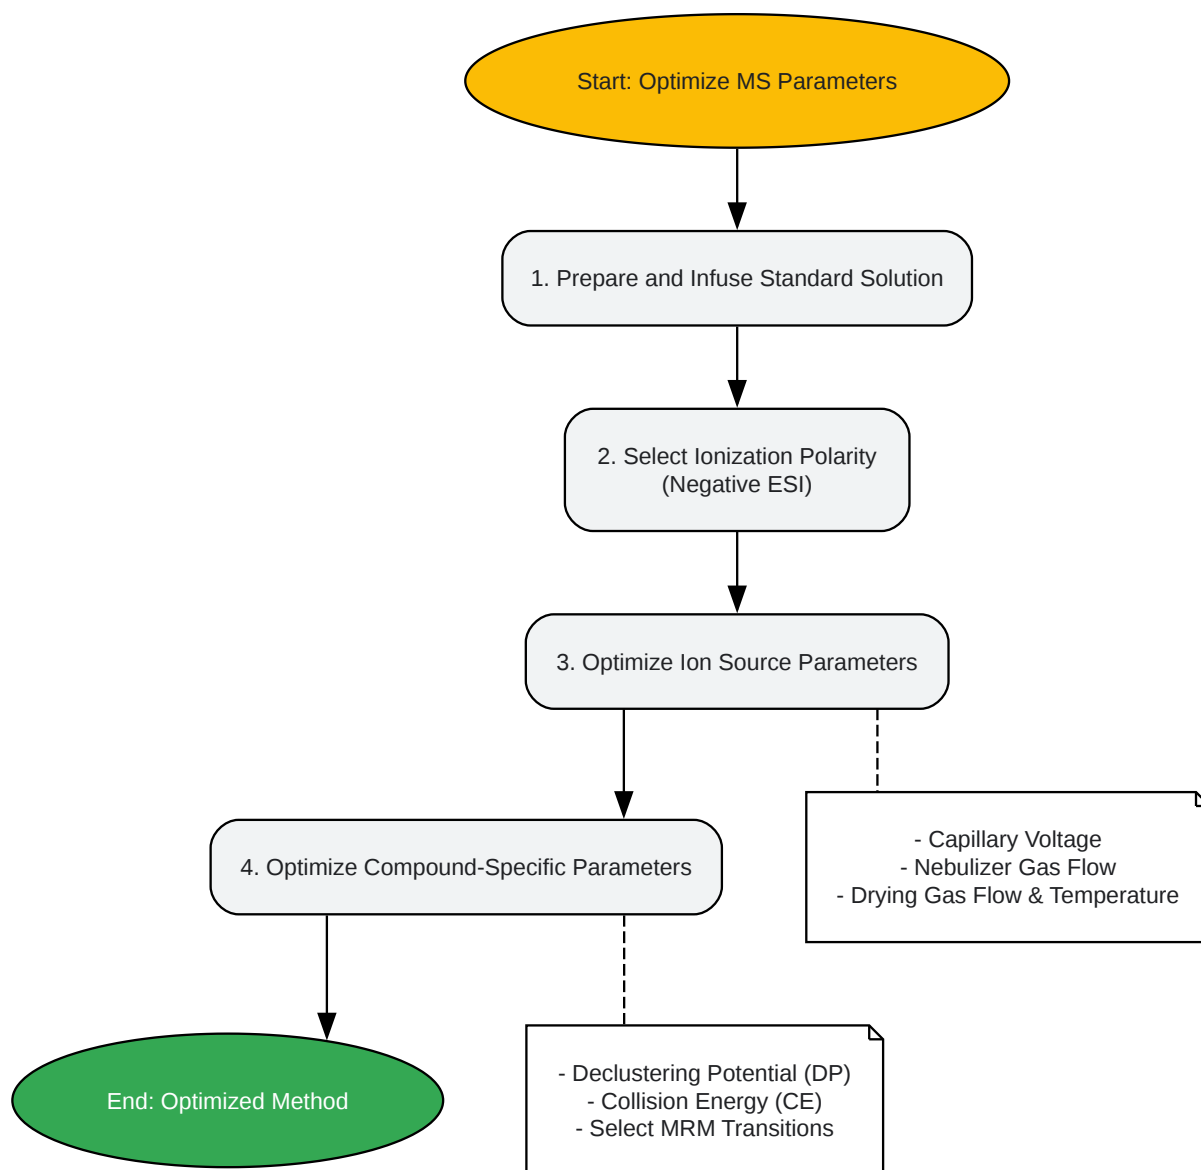 Start: Optimize MS Parameters
1. Prepare and Infuse Standard Solution
2. Select Ionization Polarity
(Negative ESI)
3. Optimize Ion Source Parameters
- Capillary Voltage
- Nebulizer Gas Flow
- Drying Gas Flow & Temperature
4. Optimize Compound-Specific Parameters
- Declustering Potential (DP)
- Collision Energy (CE)
- Select MRM Transitions
End: Optimized Method